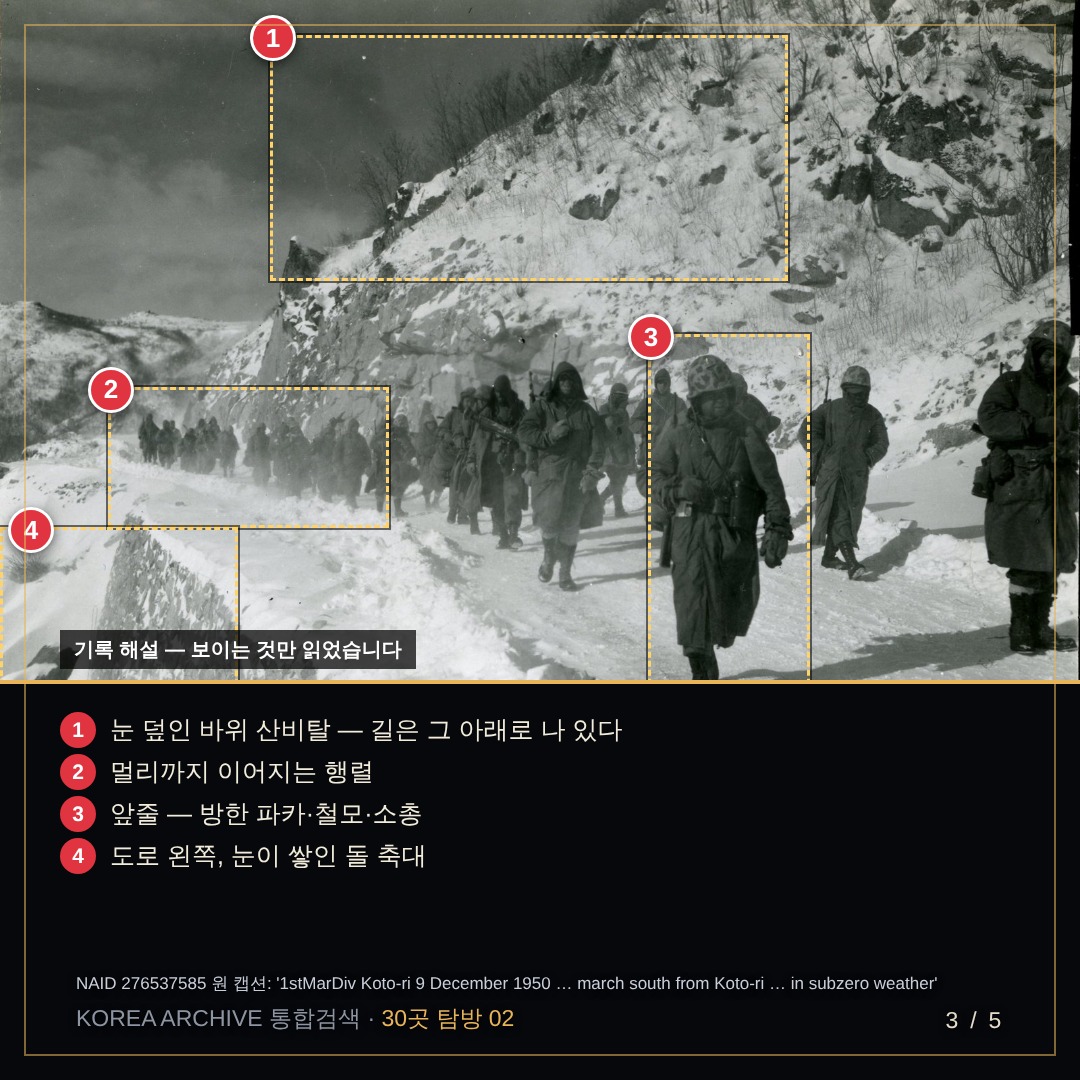 1
2
3
4
기록 해설 — 보이는 것만 읽었습니다
1 눈 덮인 바위 산비탈 — 길은 그 아래로 나 있다
2 멀리까지 이어지는 행렬
3 앞줄 — 방한 파카·철모·소총
4 도로 왼쪽, 눈이 쌓인 돌 축대
NAID 276537585 원 캡션: '1stMarDiv Koto-ri 9 December 1950 … march south from Koto-ri … in subzero weather'
KOREA ARCHIVE 통합검색 · 30곳 탐방 02
3 / 5